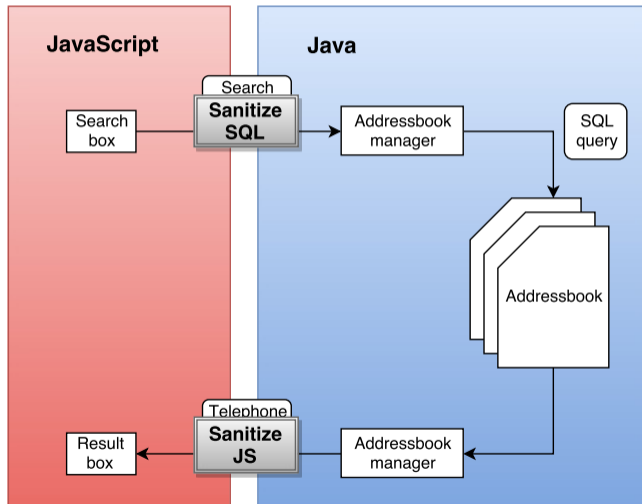 JavaScript
Java
Search
Sanitize
SQL
Search
box
Addressbook
manager
SQL
query
Addressbook
Telephone
Sanitize
JS
Result
box
Addressbook
manager